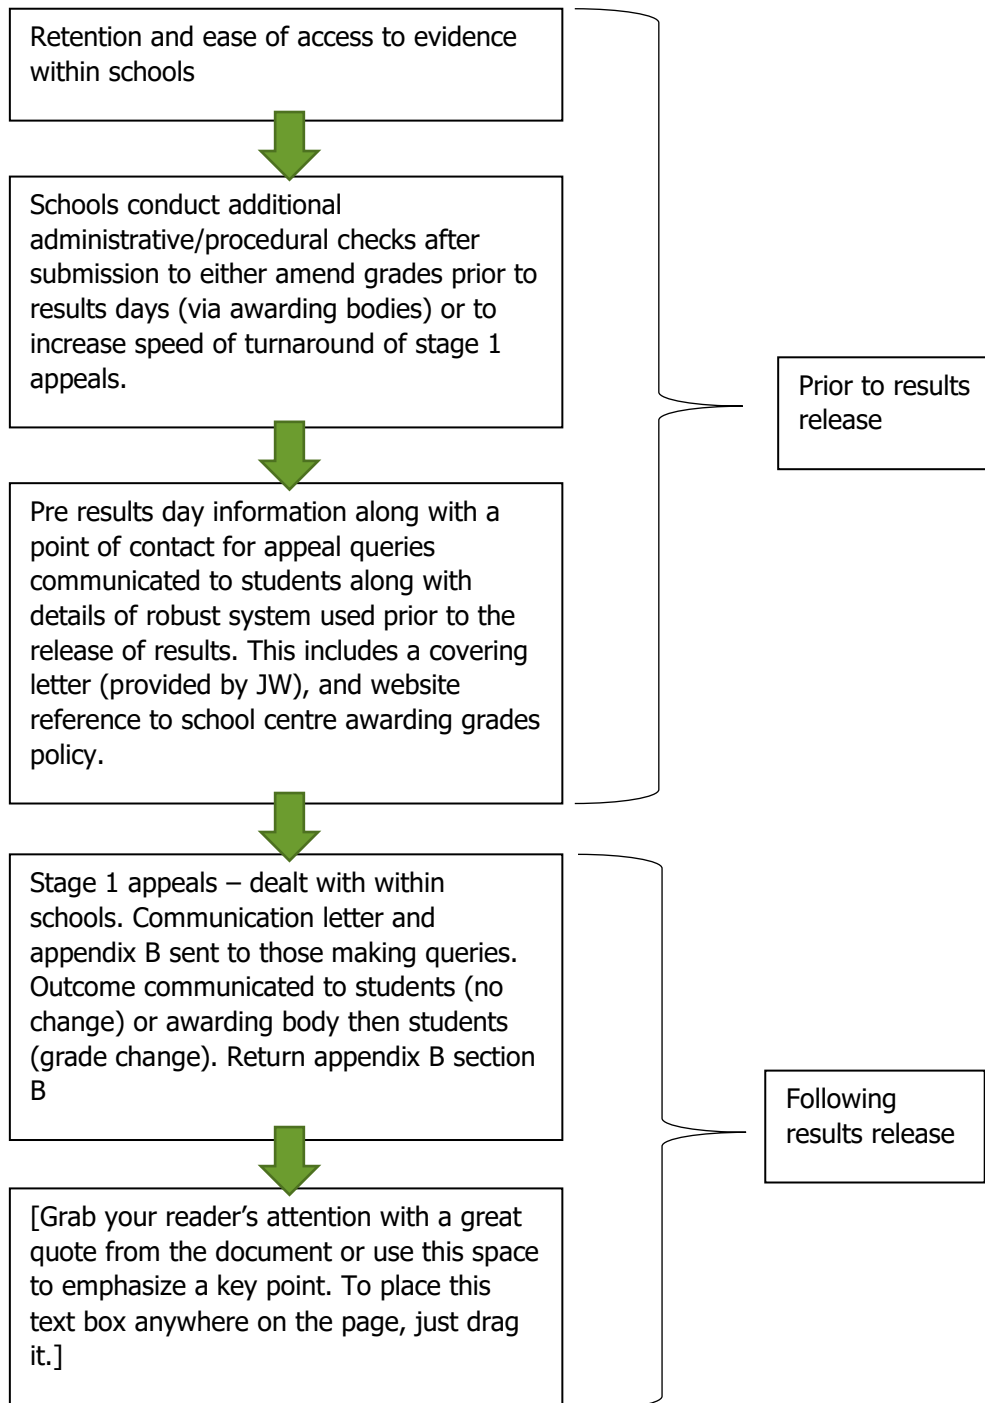 Retention and ease of access to evidence
within schools
Schools conduct additional
administrative/procedural checks after
submission to either amend grades prior to
results days (via awarding bodies) or to
increase speed of turnaround of stage 1
appeals.
Prior to results
release
Pre results day information along with a
point of contact for appeal queries
communicated to students along with
details of robust system used prior to the
release of results. This includes a covering
letter (provided by JW), and website
reference to school centre awarding grades
policy.
Stage 1 appeals – dealt with within
schools. Communication letter and
appendix B sent to those making queries.
Outcome communicated to students (no
change) or awarding body then students
(grade change). Return appendix B section
B
Following
results release
[Grab your reader’s attention with a great
quote from the document or use this space
to emphasize a key point. To place this
text box anywhere on the page, just drag
it.]